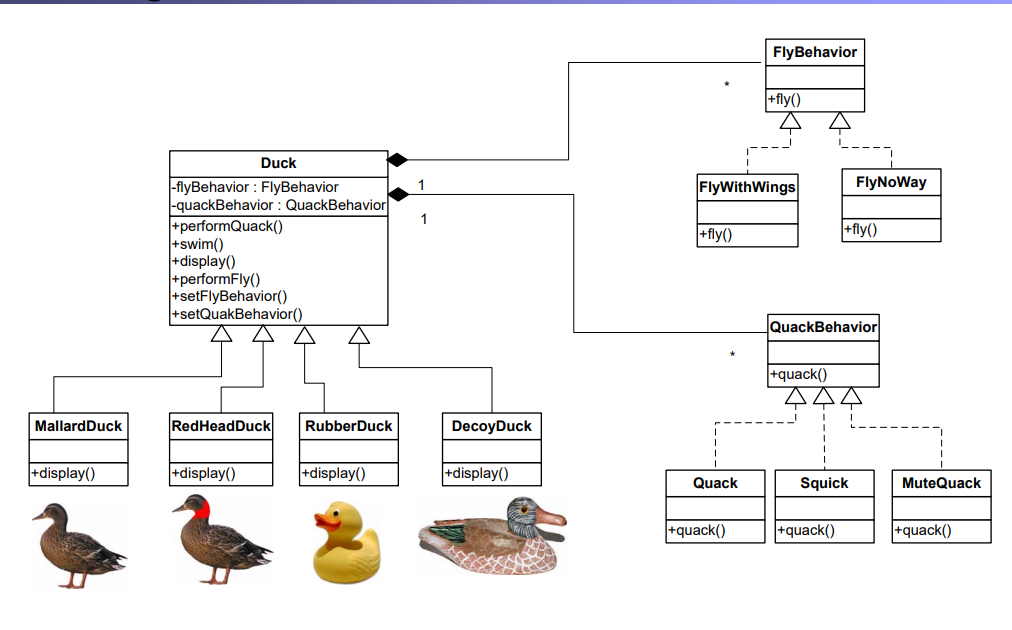 FlyBehavior
*
+fly()
Duck
-flyBehavior : FlyBehavior
-quackBehavior : QuackBehavior
+performQuack()
+swim()
+display()
+performFly()
+setFlyBehavior()
+setQuakBehavior()
1
1
FlyWithWings
+fly()
FlyNoWay
+fly()
QuackBehavior
*
+quack()
MallardDuck
+display()
RedHeadDuck
+display()
RubberDuck
+display()
DecoyDuck
+display()
Quack
+quack()
Squick
+quack()
MuteQuack
+quack()